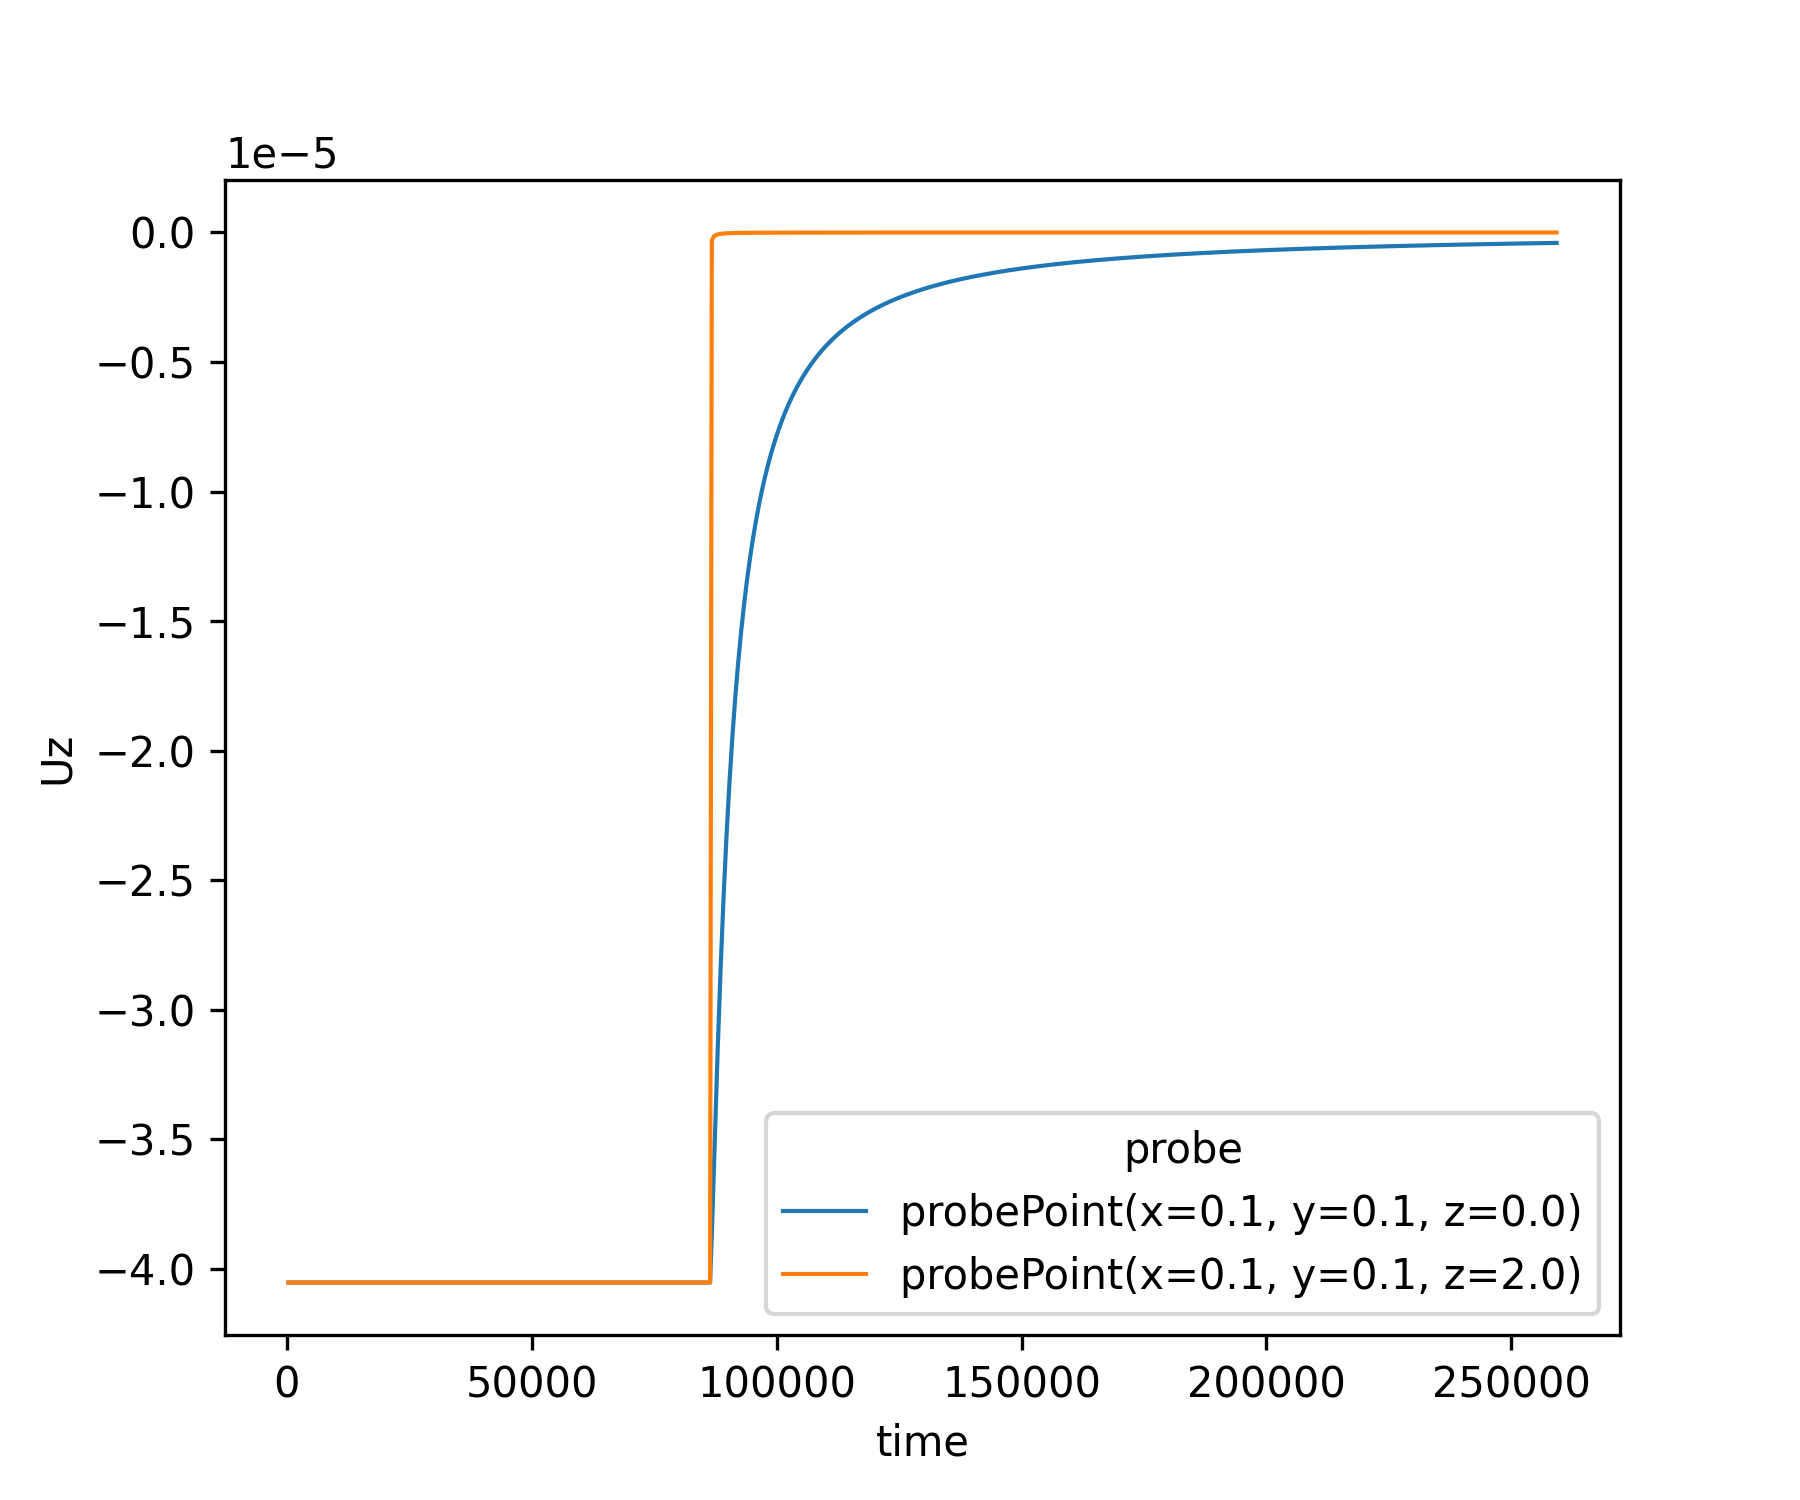 1e−5
0.0
−0.5
−1.0
−1.5
−2.0
−2.5
−3.0
−3.5
−4.0
Uz
probe
probePoint(x=0.1, y=0.1, z=0.0)
probePoint(x=0.1, y=0.1, z=2.0)
0 50000 100000 150000 200000 250000
time